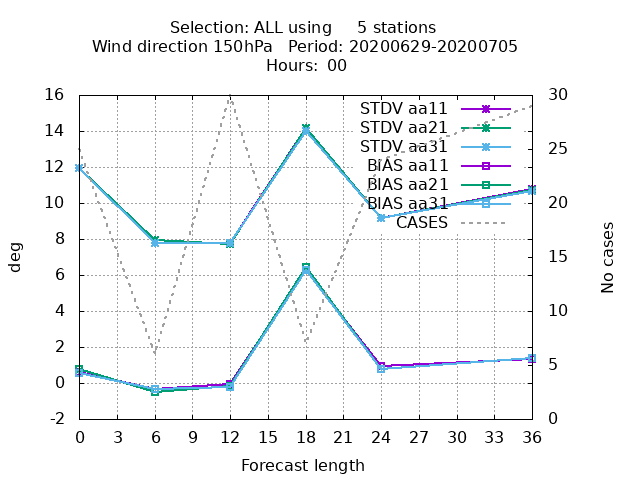 Selection: ALL using     5 stations
Wind direction 150hPa   Period: 20200629-20200705
Hours: 00
16
14
12
10
8
6
4
2
0
-2
30
25
20
15
10
5
0
STDV aa11
STDV aa21
STDV aa31
BIAS aa11
BIAS aa21
BIAS aa31
CASES
deg
No cases
0 3 6 9 12 15 18 21 24 27 30 33 36
Forecast length